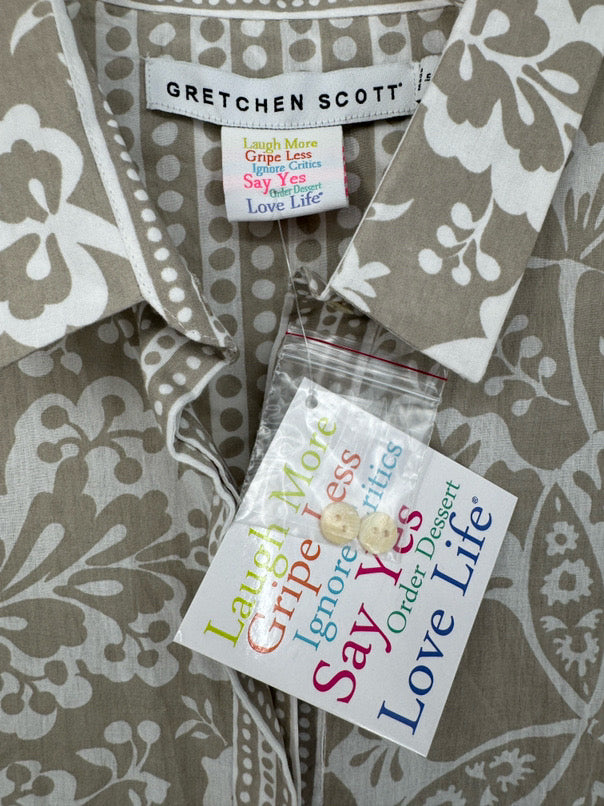 GRETCHEN SCOTT®
Laugh More
Gripe Less
Ignore Critics
Say Yes
Order Dessert
Love Life®
Laugh More
Gripe Less
Ignore Critics
Say Yes
Order Dessert
Love Life®